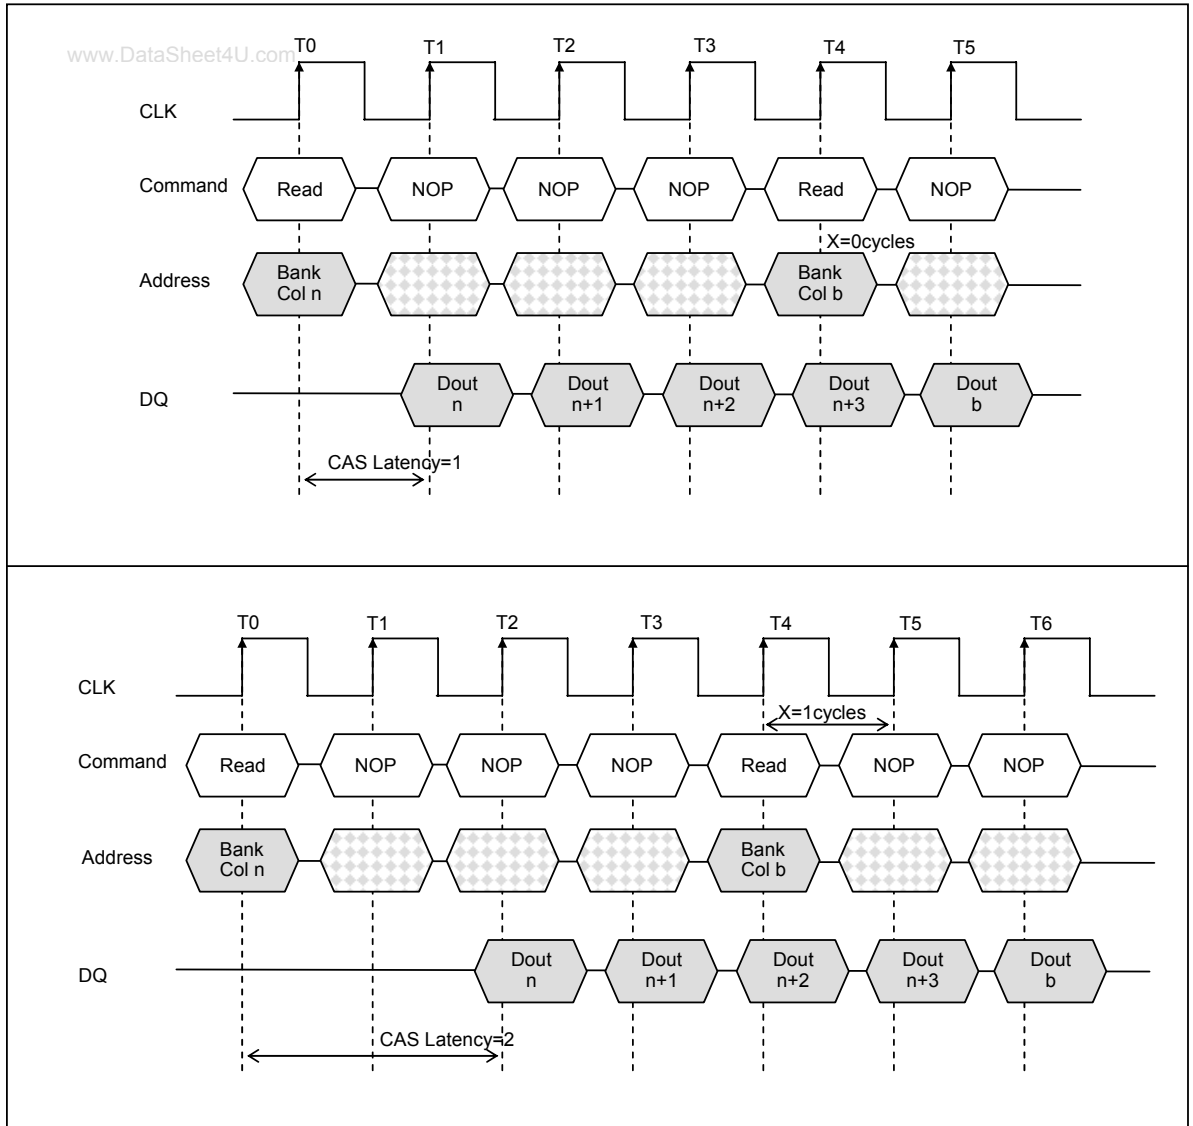 www.DataSheet4U.com
T0 T1 T2 T3 T4 T5
CLK
Command Read NOP NOP NOP Read NOP
X=0cycles
Address Bank Col n Bank Col b
DQ Dout n Dout n+1 Dout n+2 Dout n+3 Dout b
CAS Latency=1
T0 T1 T2 T3 T4 T5 T6
CLK
X=1cycles
Command Read NOP NOP NOP Read NOP NOP
Address Bank Col n Bank Col b
DQ Dout n Dout n+1 Dout n+2 Dout n+3 Dout b
CAS Latency=2